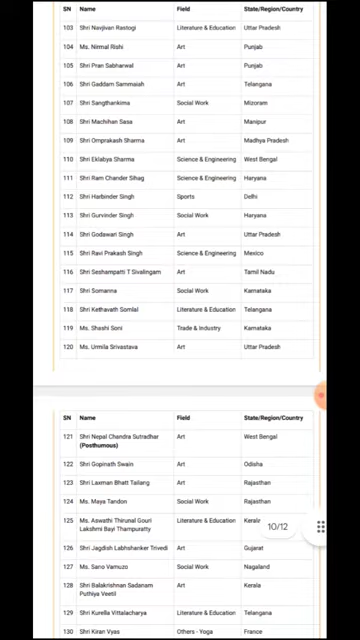 SN Name Field State/Region/Country
103 Shri Navjivan Rastogi Literature & Education Uttar Pradesh
104 Ms. Nirmal Rishi Art Punjab
105 Shri Pran Sabharwal Art Punjab
106 Shri Gaddam Sammaiah Art Telangana
107 Shri Sangthankima Social Work Mizoram
108 Shri Machihan Sasa Art Manipur
109 Shri Omprakash Sharma Art Madhya Pradesh
110 Shri Eklabya Sharma Science & Engineering West Bengal
111 Shri Ram Chander Sihag Science & Engineering Haryana
112 Shri Harbinder Singh Sports Delhi
113 Shri Gurvinder Singh Social Work Haryana
114 Shri Godawari Singh Art Uttar Pradesh
115 Shri Ravi Prakash Singh Science & Engineering Mexico
116 Shri Seshampatti T Sivalingam Art Tamil Nadu
117 Shri Somanna Social Work Karnataka
118 Shri Kethavath Somlal Literature & Education Telangana
119 Ms. Shashi Soni Trade & Industry Karnataka
120 Ms. Urmila Srivastava Art Uttar Pradesh
SN Name Field State/Region/Country
121 Shri Nepal Chandra Sutradhar Art West Bengal
(Posthumous)
122 Shri Gopinath Swain Art Odisha
123 Shri Laxman Bhatt Tailang Art Rajasthan
124 Ms. Maya Tandon Social Work Rajasthan
125 Ms. Aswathi Thirunal Gouri Literature & Education Kerala
Lakshmi Bayi Thampuratty
10/12
126 Shri Jagdish Labhshanker Trivedi Art Gujarat
127 Ms. Sano Vamuzo Social Work Nagaland
128 Shri Balakrishnan Sadanam Art Kerala
Puthiya Veetil
129 Shri Kurella Vittalacharya Literature & Education Telangana
130 Shri Kiran Vyas Others - Yoga France